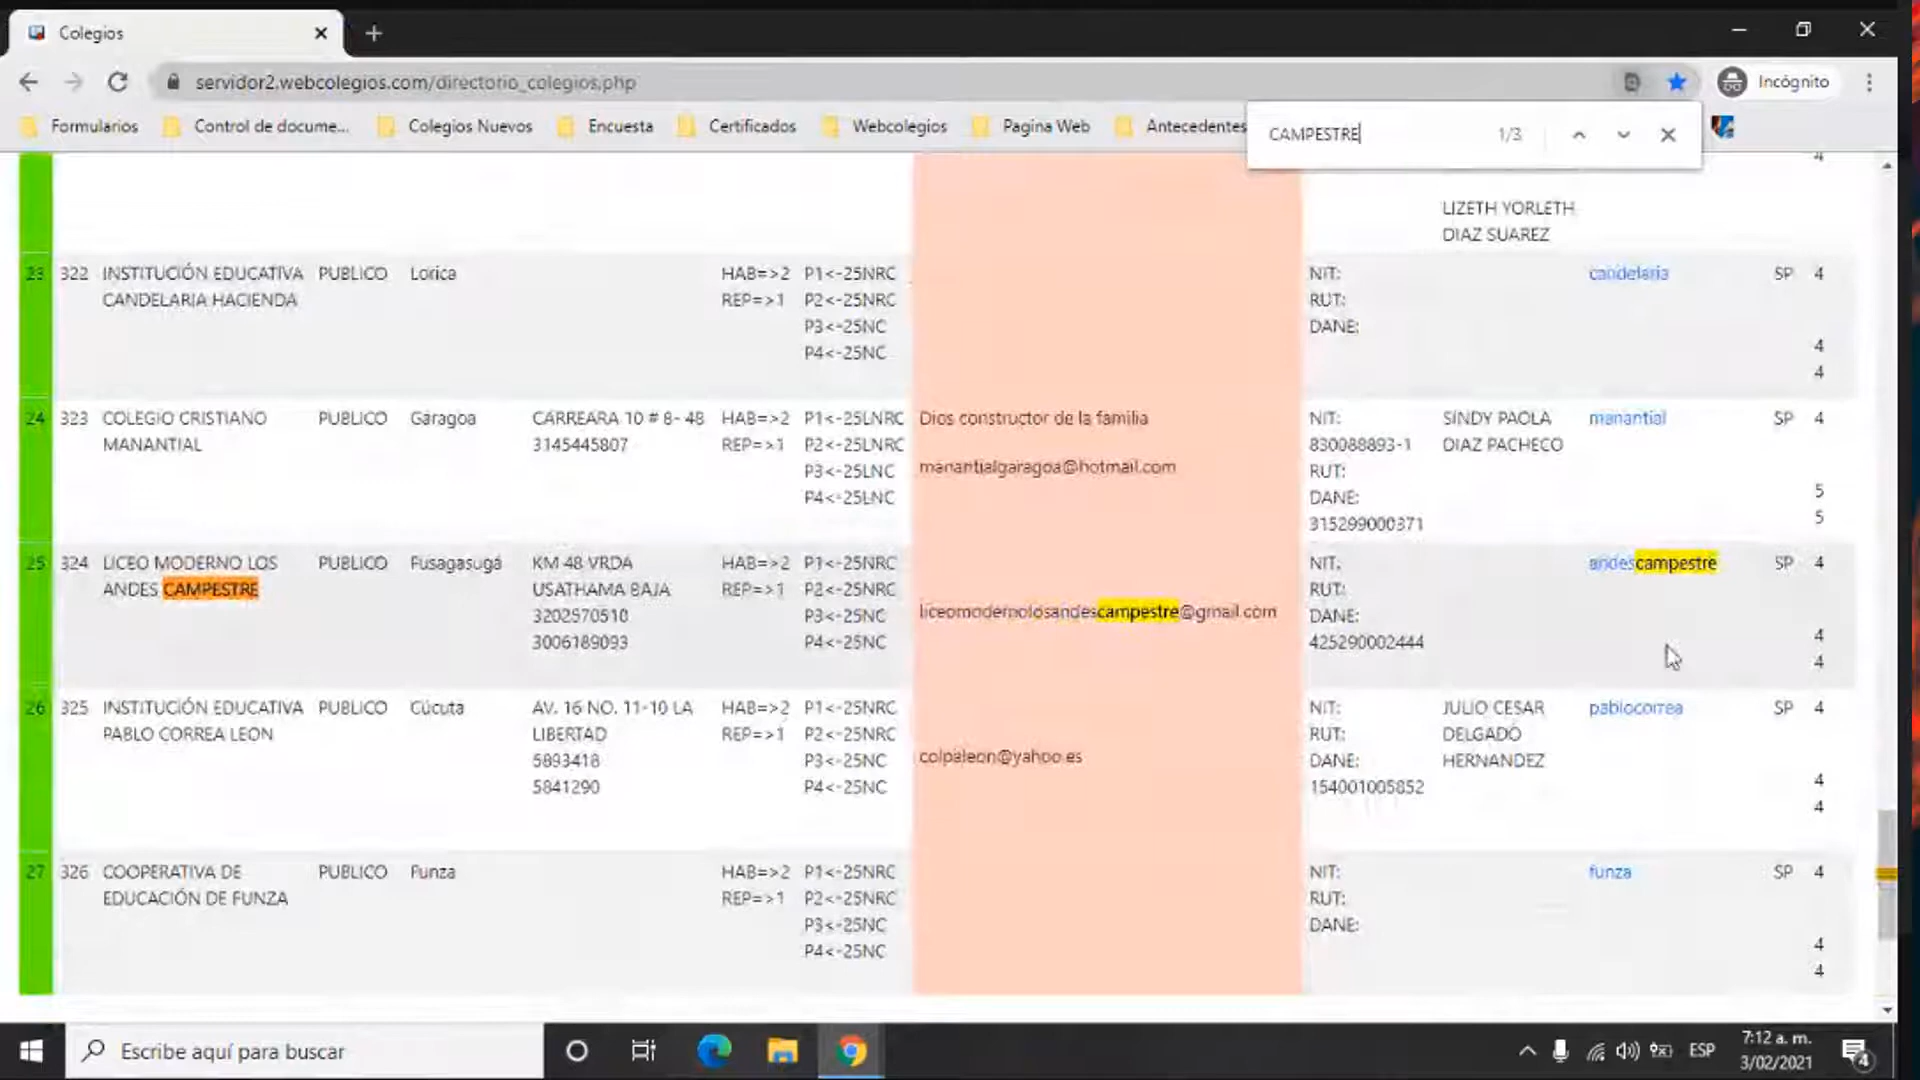 Colegios
servidor2.webcolegios.com/directorio_colegios.php
Incógnito
Formularios Control de docume... Colegios Nuevos Encuesta Certificados Webcolegios Pagina Web Antecedentes
CAMPESTRE 1/3
4
LIZETH YORLETH
DIAZ SUAREZ
23 322 INSTITUCIÓN EDUCATIVA PUBLICO Lorica HAB=>2 P1<-25NRC NIT: candelaria SP 4
CANDELARIA HACIENDA REP=>1 P2<-25NRC RUT:
P3<-25NC DANE:
P4<-25NC 4
4
24 323 COLEGIO CRISTIANO PUBLICO Garagoa CARREARA 10 # 8- 48 HAB=>2 P1<-25LNRC Dios constructor de la familia NIT: SINDY PAOLA manantial SP 4
MANANTIAL 3145445807 REP=>1 P2<-25LNRC 830088893-1 DIAZ PACHECO
P3<-25LNC manantialgaragoa@hotmail.com RUT:
P4<-25LNC DANE: 5
315299000371 5
25 324 LICEO MODERNO LOS PUBLICO Fusagasugá KM 48 VRDA HAB=>2 P1<-25NRC NIT: andescampestre SP 4
ANDES CAMPESTRE USATHAMA BAJA REP=>1 P2<-25NRC RUT:
3202570510 P3<-25NC liceomodernolosandescampestre@gmail.com DANE:
3006189093 P4<-25NC 425290002444 4
4
26 325 INSTITUCIÓN EDUCATIVA PUBLICO Cúcuta AV. 16 NO. 11-10 LA HAB=>2 P1<-25NRC NIT: JULIO CESAR pablocorrea SP 4
PABLO CORREA LEON LIBERTAD REP=>1 P2<-25NRC RUT: DELGADO
5893418 P3<-25NC colpaleon@yahoo.es DANE: HERNANDEZ
5841290 P4<-25NC 154001005852 4
4
27 326 COOPERATIVA DE PUBLICO Funza HAB=>2 P1<-25NRC NIT: funza SP 4
EDUCACIÓN DE FUNZA REP=>1 P2<-25NRC RUT:
P3<-25NC DANE:
P4<-25NC 4
4
Escribe aquí para buscar
ESP
7:12 a. m.
3/02/2021
4